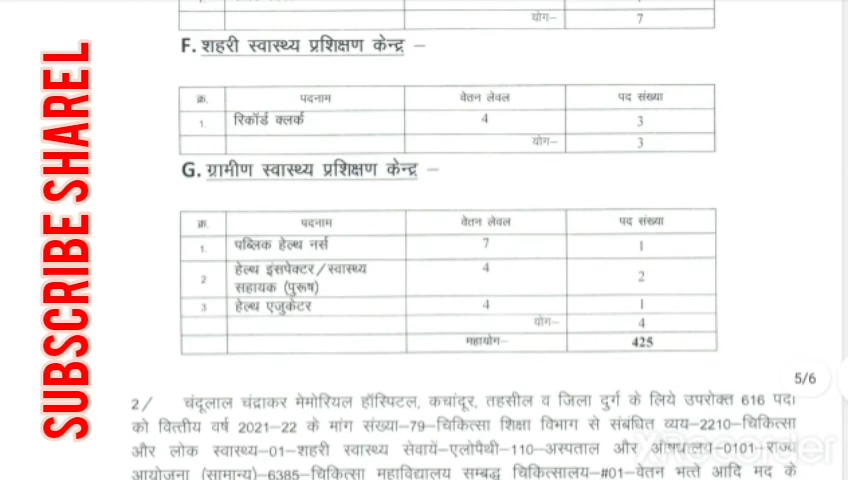 योग– 7
F. शहरी स्वास्थ्य प्रशिक्षण केन्द्र –
क्र. पदनाम वेतन लेवल पद संख्या
1. रिकॉर्ड क्लर्क 4 3
योग– 3
G. ग्रामीण स्वास्थ्य प्रशिक्षण केन्द्र –
क्र. पदनाम वेतन लेवल पद संख्या
1. पब्लिक हेल्थ नर्स 7 1
2 हेल्थ इंसपेक्टर/स्वास्थ्य सहायक (पुरूष) 4 2
3 हेल्थ एजुकेटर 4 1
योग– 4
महायोग– 425
5/6
2/ चंदूलाल चंद्राकर मेमोरियल हॉस्पिटल, कचांदूर, तहसील व जिला दुर्ग के लिये उपरोक्त 616 पदों
को वित्तीय वर्ष 2021–22 के मांग संख्या–79–चिकित्सा शिक्षा विभाग से संबंधित व्यय–2210–चिकित्सा
और लोक स्वास्थ्य–01–शहरी स्वास्थ्य सेवायें–एलोपैथी–110–अस्पताल और औषधालय–0101–राज्य
आयोजना (सामान्य)–6385–चिकित्सा महाविद्यालय सम्बद्ध चिकित्सालय–#01–वेतन भत्ते आदि मद के
SUBSCRIBE SHAREL
XRecorder